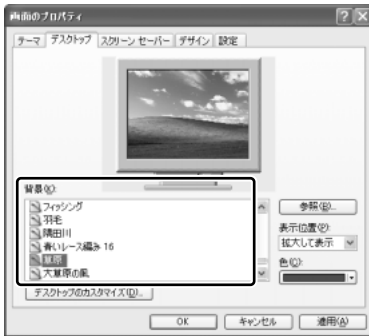 画面のプロパティ
テーマ デスクトップ スクリーン セーバー デザイン 設定
背景(K):
フィッシング
羽毛
隅田川
青いレース編み 16
草原
大草原の風
参照(B)...
表示位置(P):
拡大して表示
色(C):
デスクトップのカスタマイズ(D)...
OK キャンセル 適用(A)